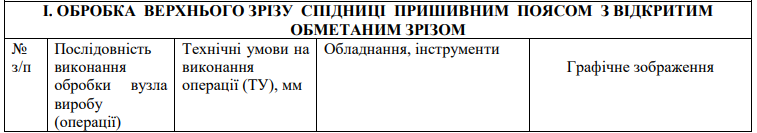 І. ОБРОБКА ВЕРХНЬОГО ЗРІЗУ СПІДНИЦІ ПРИШИВНИМ ПОЯСОМ З ВІДКРИТИМ
ОБМЕТАНИМ ЗРІЗОМ
№
з/п
Послідовність
виконання
обробки вузла
виробу
(операції)
Технічні умови на
виконання
операції (ТУ), мм
Обладнання, інструменти
Графічне зображення